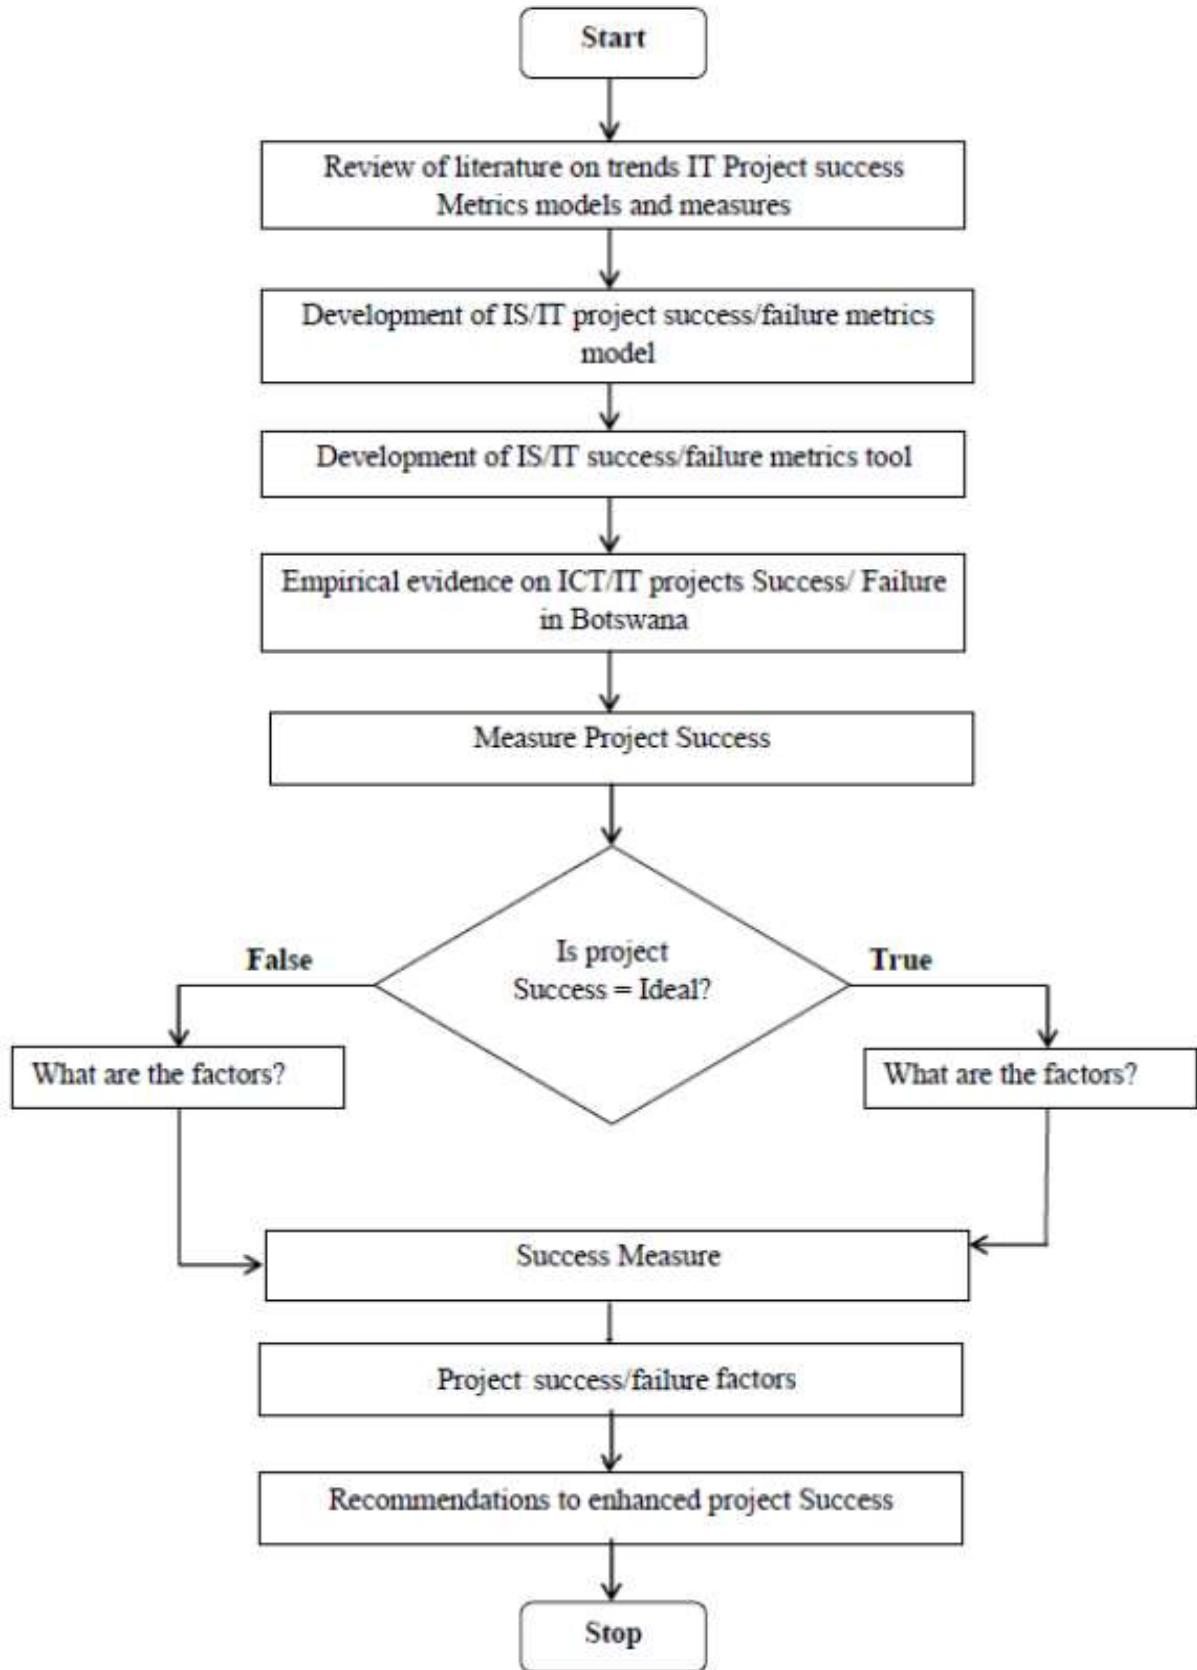 Start
Review of literature on trends IT Project success
Metrics models and measures
Development of IS/IT project success/failure metrics
model
Development of IS/IT success/failure metrics tool
Empirical evidence on ICT/IT projects Success/ Failure
in Botswana
Measure Project Success
Is project
Success = Ideal?
False
True
What are the factors?
What are the factors?
Success Measure
Project success/failure factors
Recommendations to enhanced project Success
Stop